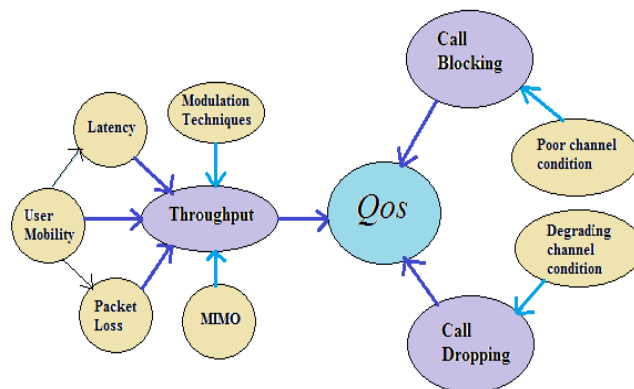 Call
Blocking
Modulation
Techniques
Latency
Poor channel
condition
User
Mobility
Throughput
Qos
Degrading
channel
condition
Packet
Loss
MIMO
Call
Dropping